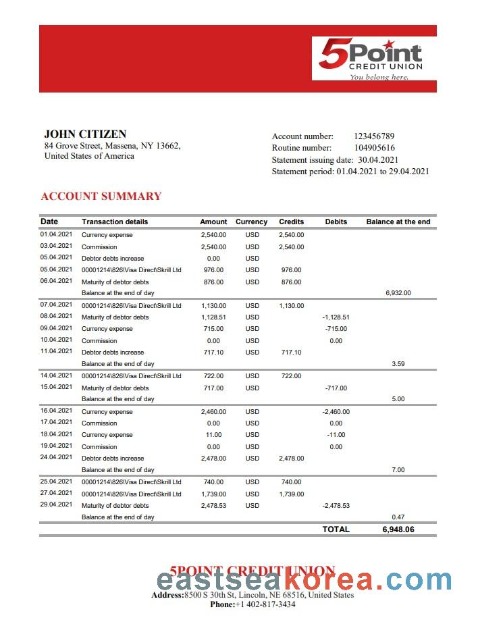 5Point
CREDIT UNION
You belong here.
JOHN CITIZEN
84 Grove Street, Massena, NY 13662,
United States of America
Account number: 123456789
Routine number: 104905616
Statement issuing date: 30.04.2021
Statement period: 01.04.2021 to 29.04.2021
ACCOUNT SUMMARY
Date Transaction details Amount Currency Credits Debits Balance at the end
01.04.2021 Currency expense 2,540.00 USD 2,540.00
03.04.2021 Commission 2,540.00 USD 2,540.00
05.04.2021 Debtor debts increase 0.00 USD
05.04.2021 00001214\826\Visa Direct\Skrill Ltd 976.00 USD 976.00
06.04.2021 Maturity of debtor debts 876.00 USD 876.00
Balance at the end of day 6,932.00
07.04.2021 00001214\826\Visa Direct\Skrill Ltd 1,130.00 USD 1,130.00
08.04.2021 Maturity of debtor debts 1,128.51 USD -1,128.51
09.04.2021 Currency expense 715.00 USD -715.00
10.04.2021 Commission 0.00 USD 0.00
11.04.2021 Debtor debts increase 717.10 USD 717.10
Balance at the end of day 3.59
14.04.2021 00001214\826\Visa Direct\Skrill Ltd 722.00 USD 722.00
15.04.2021 Maturity of debtor debts 717.00 USD -717.00
Balance at the end of day 5.00
16.04.2021 Currency expense 2,460.00 USD -2,460.00
17.04.2021 Commission 0.00 USD 0.00
18.04.2021 Currency expense 11.00 USD -11.00
19.04.2021 Commission 0.00 USD 0.00
24.04.2021 Debtor debts increase 2,478.00 USD 2,478.00
Balance at the end of day 7.00
25.04.2021 00001214\826\Visa Direct\Skrill Ltd 740.00 USD 740.00
27.04.2021 00001214\826\Visa Direct\Skrill Ltd 1,739.00 USD 1,739.00
29.04.2021 Maturity of debtor debts 2,478.53 USD -2,478.53
Balance at the end of day 0.47
TOTAL 6,948.06
5POINT CREDIT UNION
eastseakorea.com
Address:8500 S 30th St, Lincoln, NE 68516, United States
Phone:+1 402-817-3434